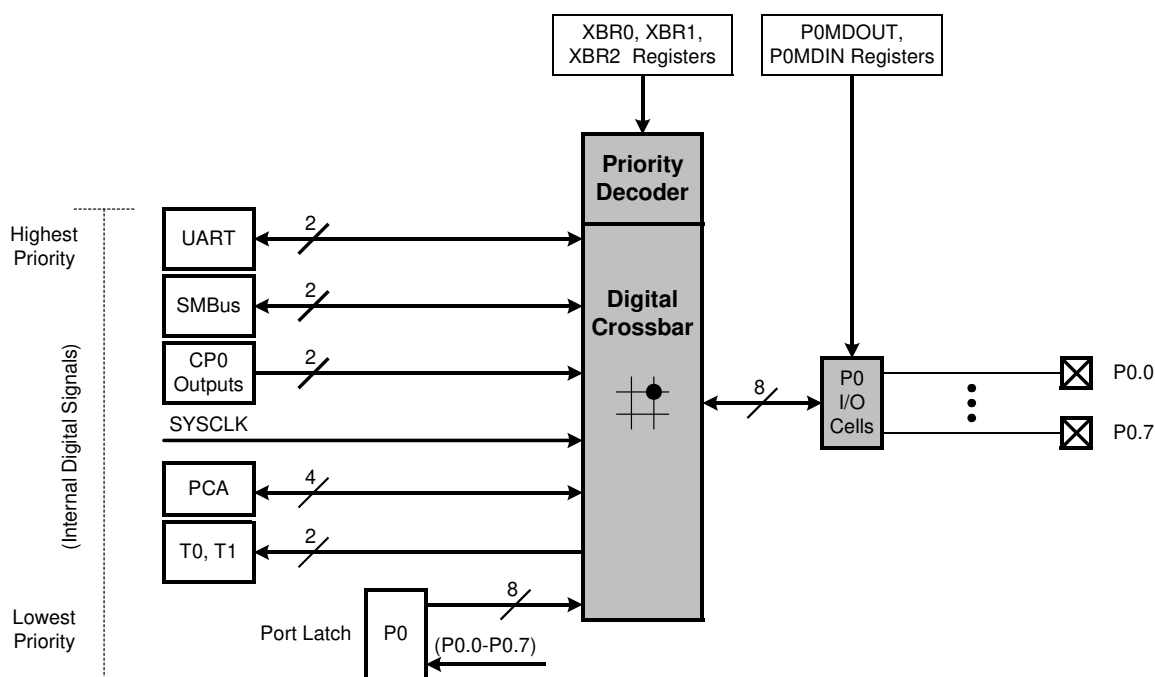 XBR0, XBR1,
XBR2 Registers
P0MDOUT,
P0MDIN Registers
Priority
Decoder
Highest
Priority
UART
2
SMBus
2
Digital
Crossbar
CP0
Outputs
2
SYSCLK
PCA
4
T0, T1
2
(Internal Digital Signals)
8
P0
I/O
Cells
P0.0
P0.7
Lowest
Priority
Port Latch
P0
8
(P0.0-P0.7)